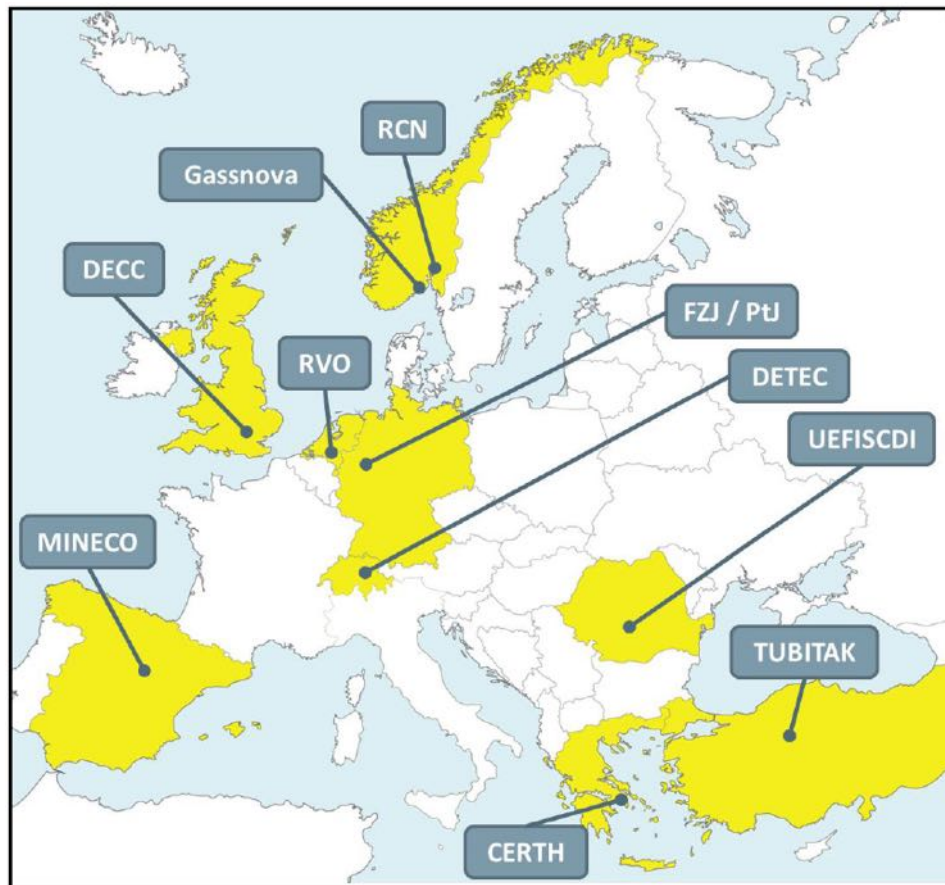 RCN
Gassnova
DECC
FZJ / PtJ
RVO
DETEC
UEFISCDI
MINECO
TUBITAK
CERTH